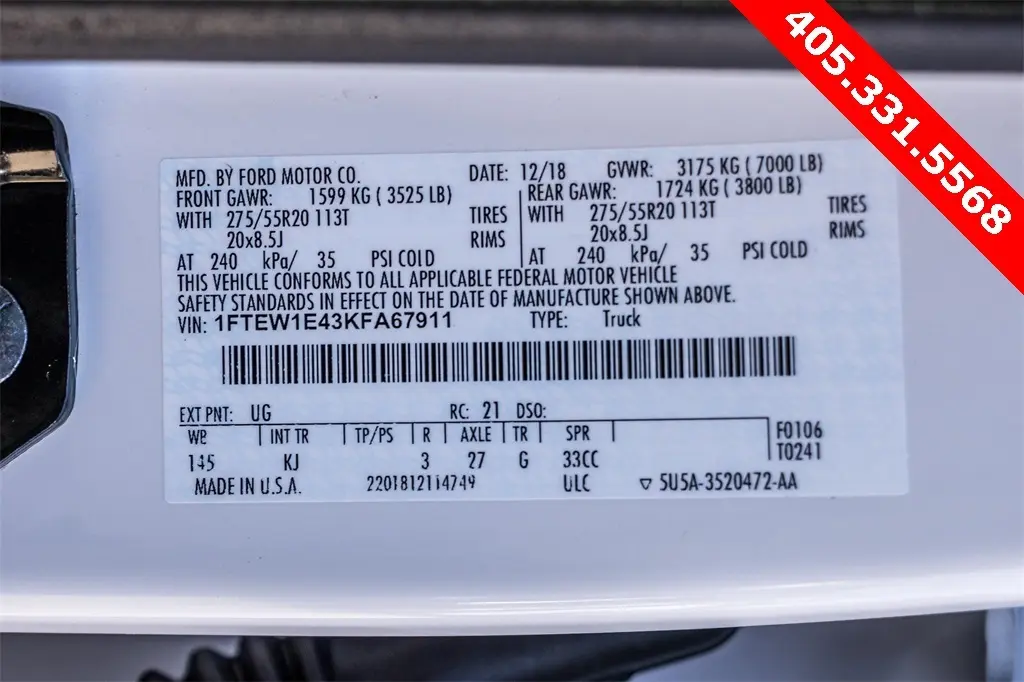 405.331.5568
MFD. BY FORD MOTOR CO. DATE: 12/18 GVWR: 3175 KG ( 7000 LB)
FRONT GAWR: 1599 KG ( 3525 LB) REAR GAWR: 1724 KG ( 3800 LB)
WITH 275/55R20 113T TIRES WITH 275/55R20 113T TIRES
20x8.5J RIMS 20x8.5J RIMS
AT 240 kPa/ 35 PSI COLD AT 240 kPa/ 35 PSI COLD
THIS VEHICLE CONFORMS TO ALL APPLICABLE FEDERAL MOTOR VEHICLE
SAFETY STANDARDS IN EFFECT ON THE DATE OF MANUFACTURE SHOWN ABOVE.
VIN: 1FTEW1E43KFA67911 TYPE: Truck
EXT PNT: UG RC: 21 DSO:
WB INT TR TP/PS R AXLE TR SPR F0106
145 KJ 3 27 G 33CC T0241
MADE IN U.S.A. 2201812114749 ULC ▽ 5U5A-3520472-AA